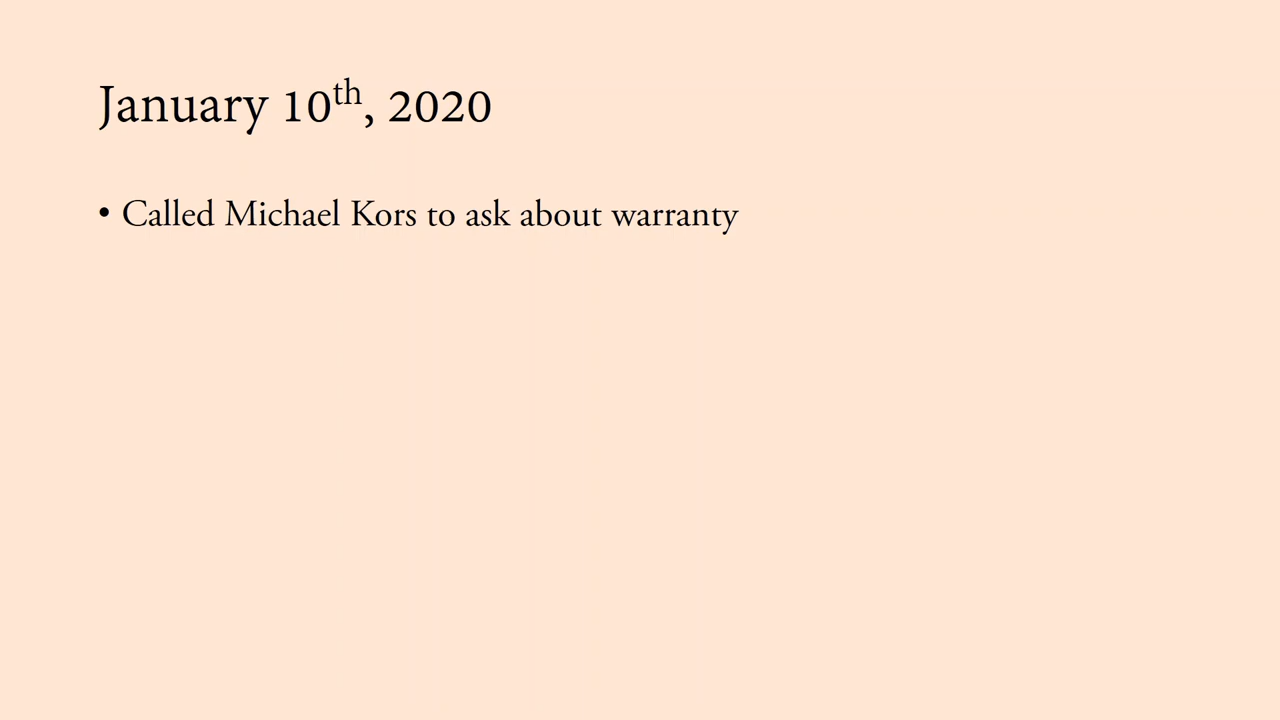 January 10th, 2020
• Called Michael Kors to ask about warranty